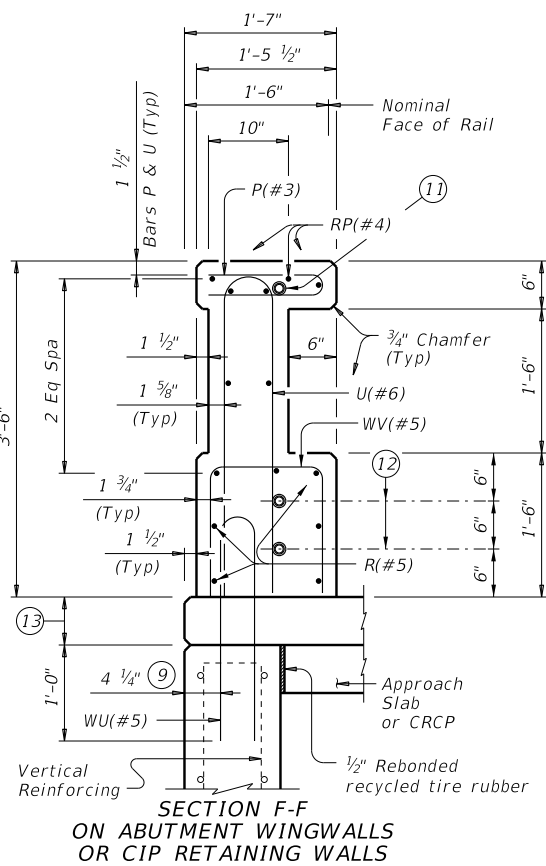 1'-7"
1'-5 ½"
1'-6"
Nominal
Face of Rail
10"
1 ½"
Bars P & U (Typ)
P(#3)
11
RP(#4)
6"
¾" Chamfer
(Typ)
1 ½"
6"
1'-6"
3'-6"
2 Eq Spa
1 ⅝"
(Typ)
U(#6)
WV(#5)
12
1 ¾"
(Typ)
6"
6"
6"
1'-6"
1 ½"
(Typ)
R(#5)
13
1'-0"
4 ¼"
9
WU(#5)
Approach
Slab
or CRCP
Vertical
Reinforcing
½" Rebonded
recycled tire rubber
SECTION F-F
ON ABUTMENT WINGWALLS
OR CIP RETAINING WALLS